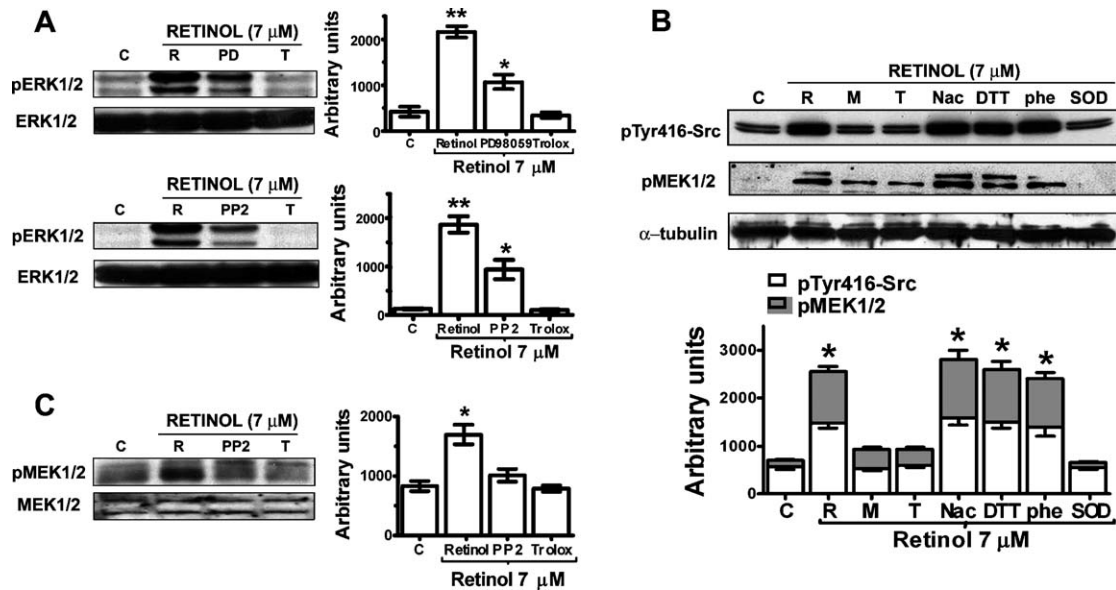 A
RETINOL (7 μM)
C R PD T
pERK1/2
ERK1/2
Arbitrary units
2000
1000
0
**
*
C Retinol PD98059 Trolox
Retinol 7 μM
RETINOL (7 μM)
C R PP2 T
pERK1/2
ERK1/2
Arbitrary units
2000
1000
0
**
*
C Retinol PP2 Trolox
Retinol 7 μM
C
RETINOL (7 μM)
C R PP2 T
pMEK1/2
MEK1/2
Arbitrary units
2000
1000
0
*
C Retinol PP2 Trolox
Retinol 7 μM
B
RETINOL (7 μM)
C R M T Nac DTT phe SOD
pTyr416-Src
pMEK1/2
α–tubulin
pTyr416-Src
pMEK1/2
Arbitrary units
3000
2000
1000
0
* * * *
C R M T Nac DTT phe SOD
Retinol 7 μM